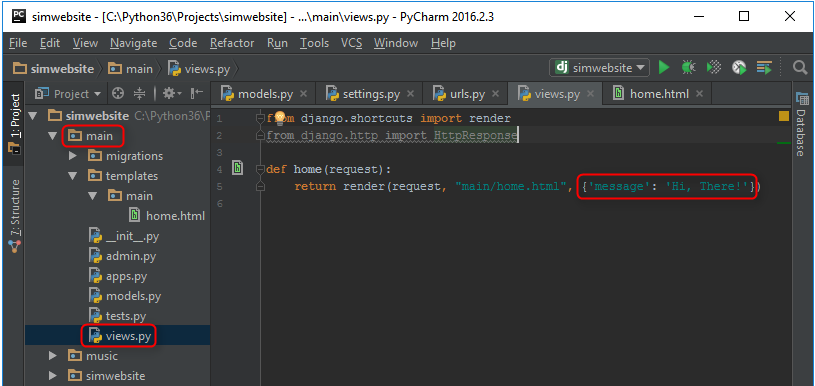 PC simwebsite - [C:\Python36\Projects\simwebsite] - ...\main\views.py - PyCharm 2016.2.3
File Edit View Navigate Code Refactor Run Tools VCS Window Help
simwebsite main views.py dj simwebsite
Project models.py settings.py urls.py views.py home.html
simwebsite C:\Python36\P
main
migrations
templates
main
home.html
__init__.py
admin.py
apps.py
models.py
tests.py
views.py
music
simwebsite
1: Project
7: Structure
1 from django.shortcuts import render
2 from django.http import HttpResponse
3
4 def home(request):
5 return render(request, "main/home.html", {'message': 'Hi, There!'})
6
Database